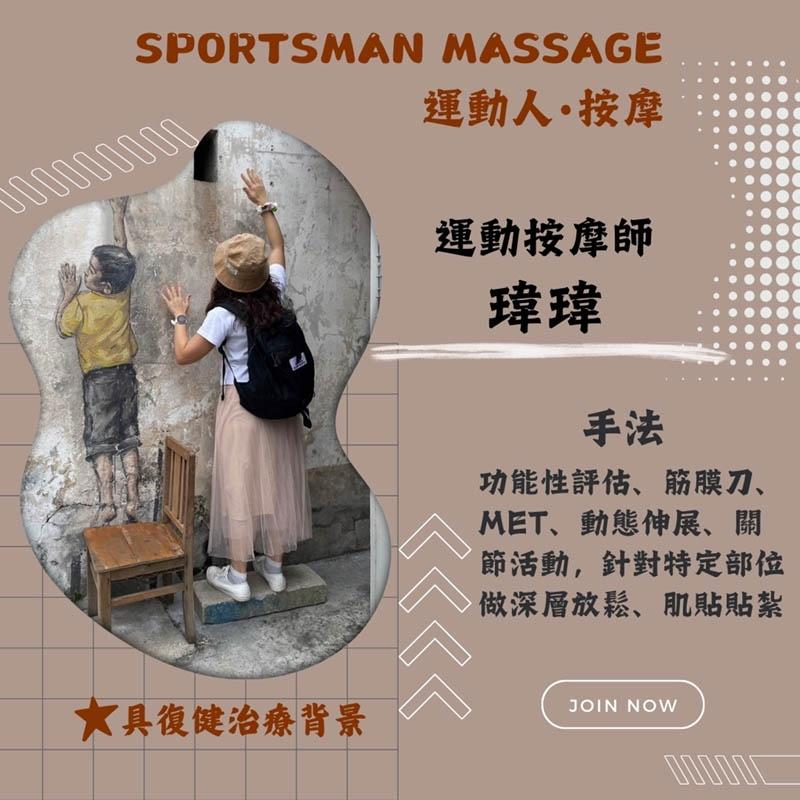 SPORTSMAN MASSAGE
運動人·按摩
運動按摩師
瑋瑋
手法
功能性評估、筋膜刀、
MET、動態伸展、關
節活動，針對特定部位
做深層放鬆、肌貼貼紮
JOIN NOW
★具復健治療背景